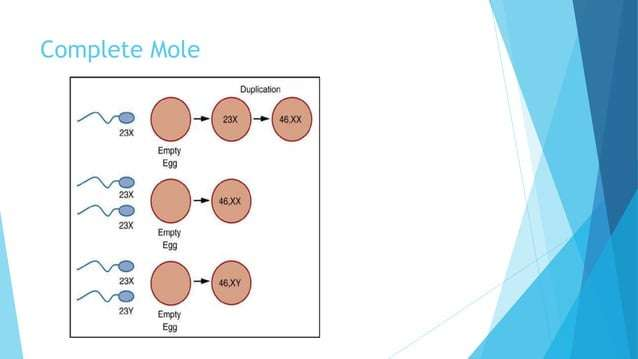 Complete Mole
Duplication
23X
46,XX
23X
Empty
Egg
23X
46,XX
23X
Empty
Egg
23X
46,XY
23Y
Empty
Egg